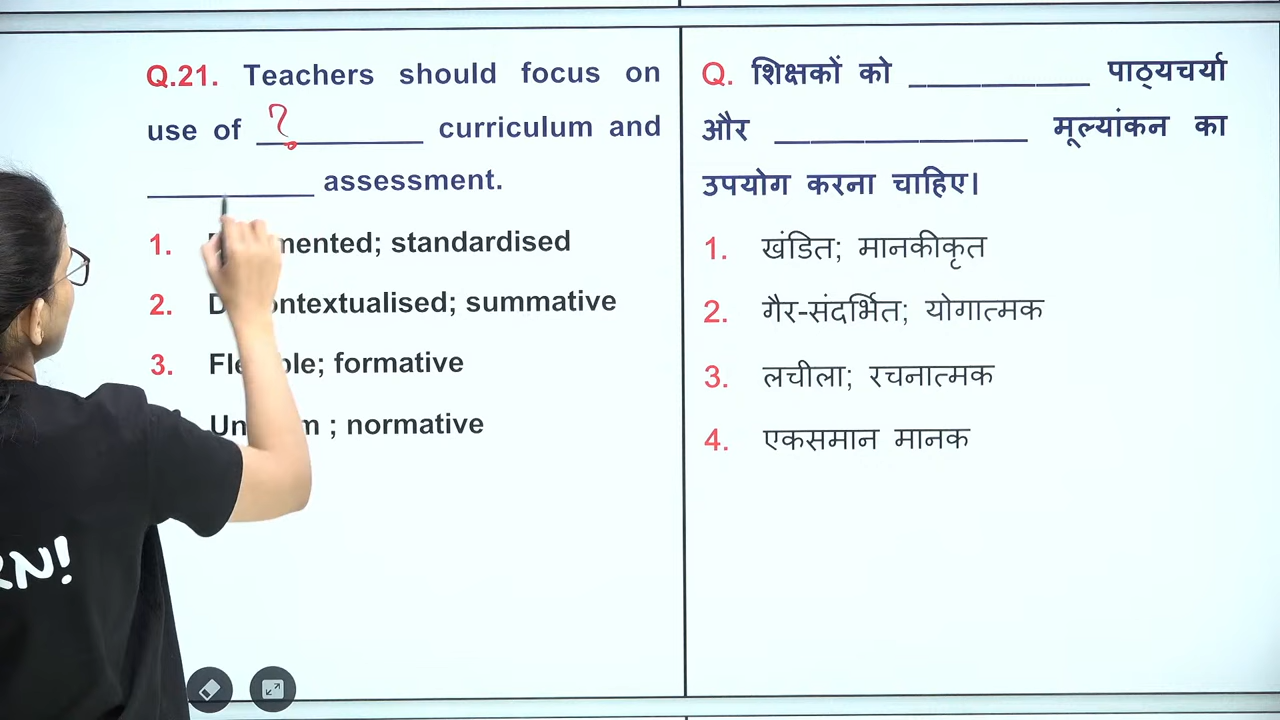 Q.21. Teachers should focus on
use of ? __________ curriculum and
__________ assessment.
1. mented; standardised
2. D ontextualised; summative
3. Fle ble; formative
Un m ; normative
Q. शिक्षकों को __________ पाठ्यचर्या
और ______________ मूल्यांकन का
उपयोग करना चाहिए।
1. खंडित; मानकीकृत
2. गैर-संदर्भित; योगात्मक
3. लचीला; रचनात्मक
4. एकसमान मानक
RN!